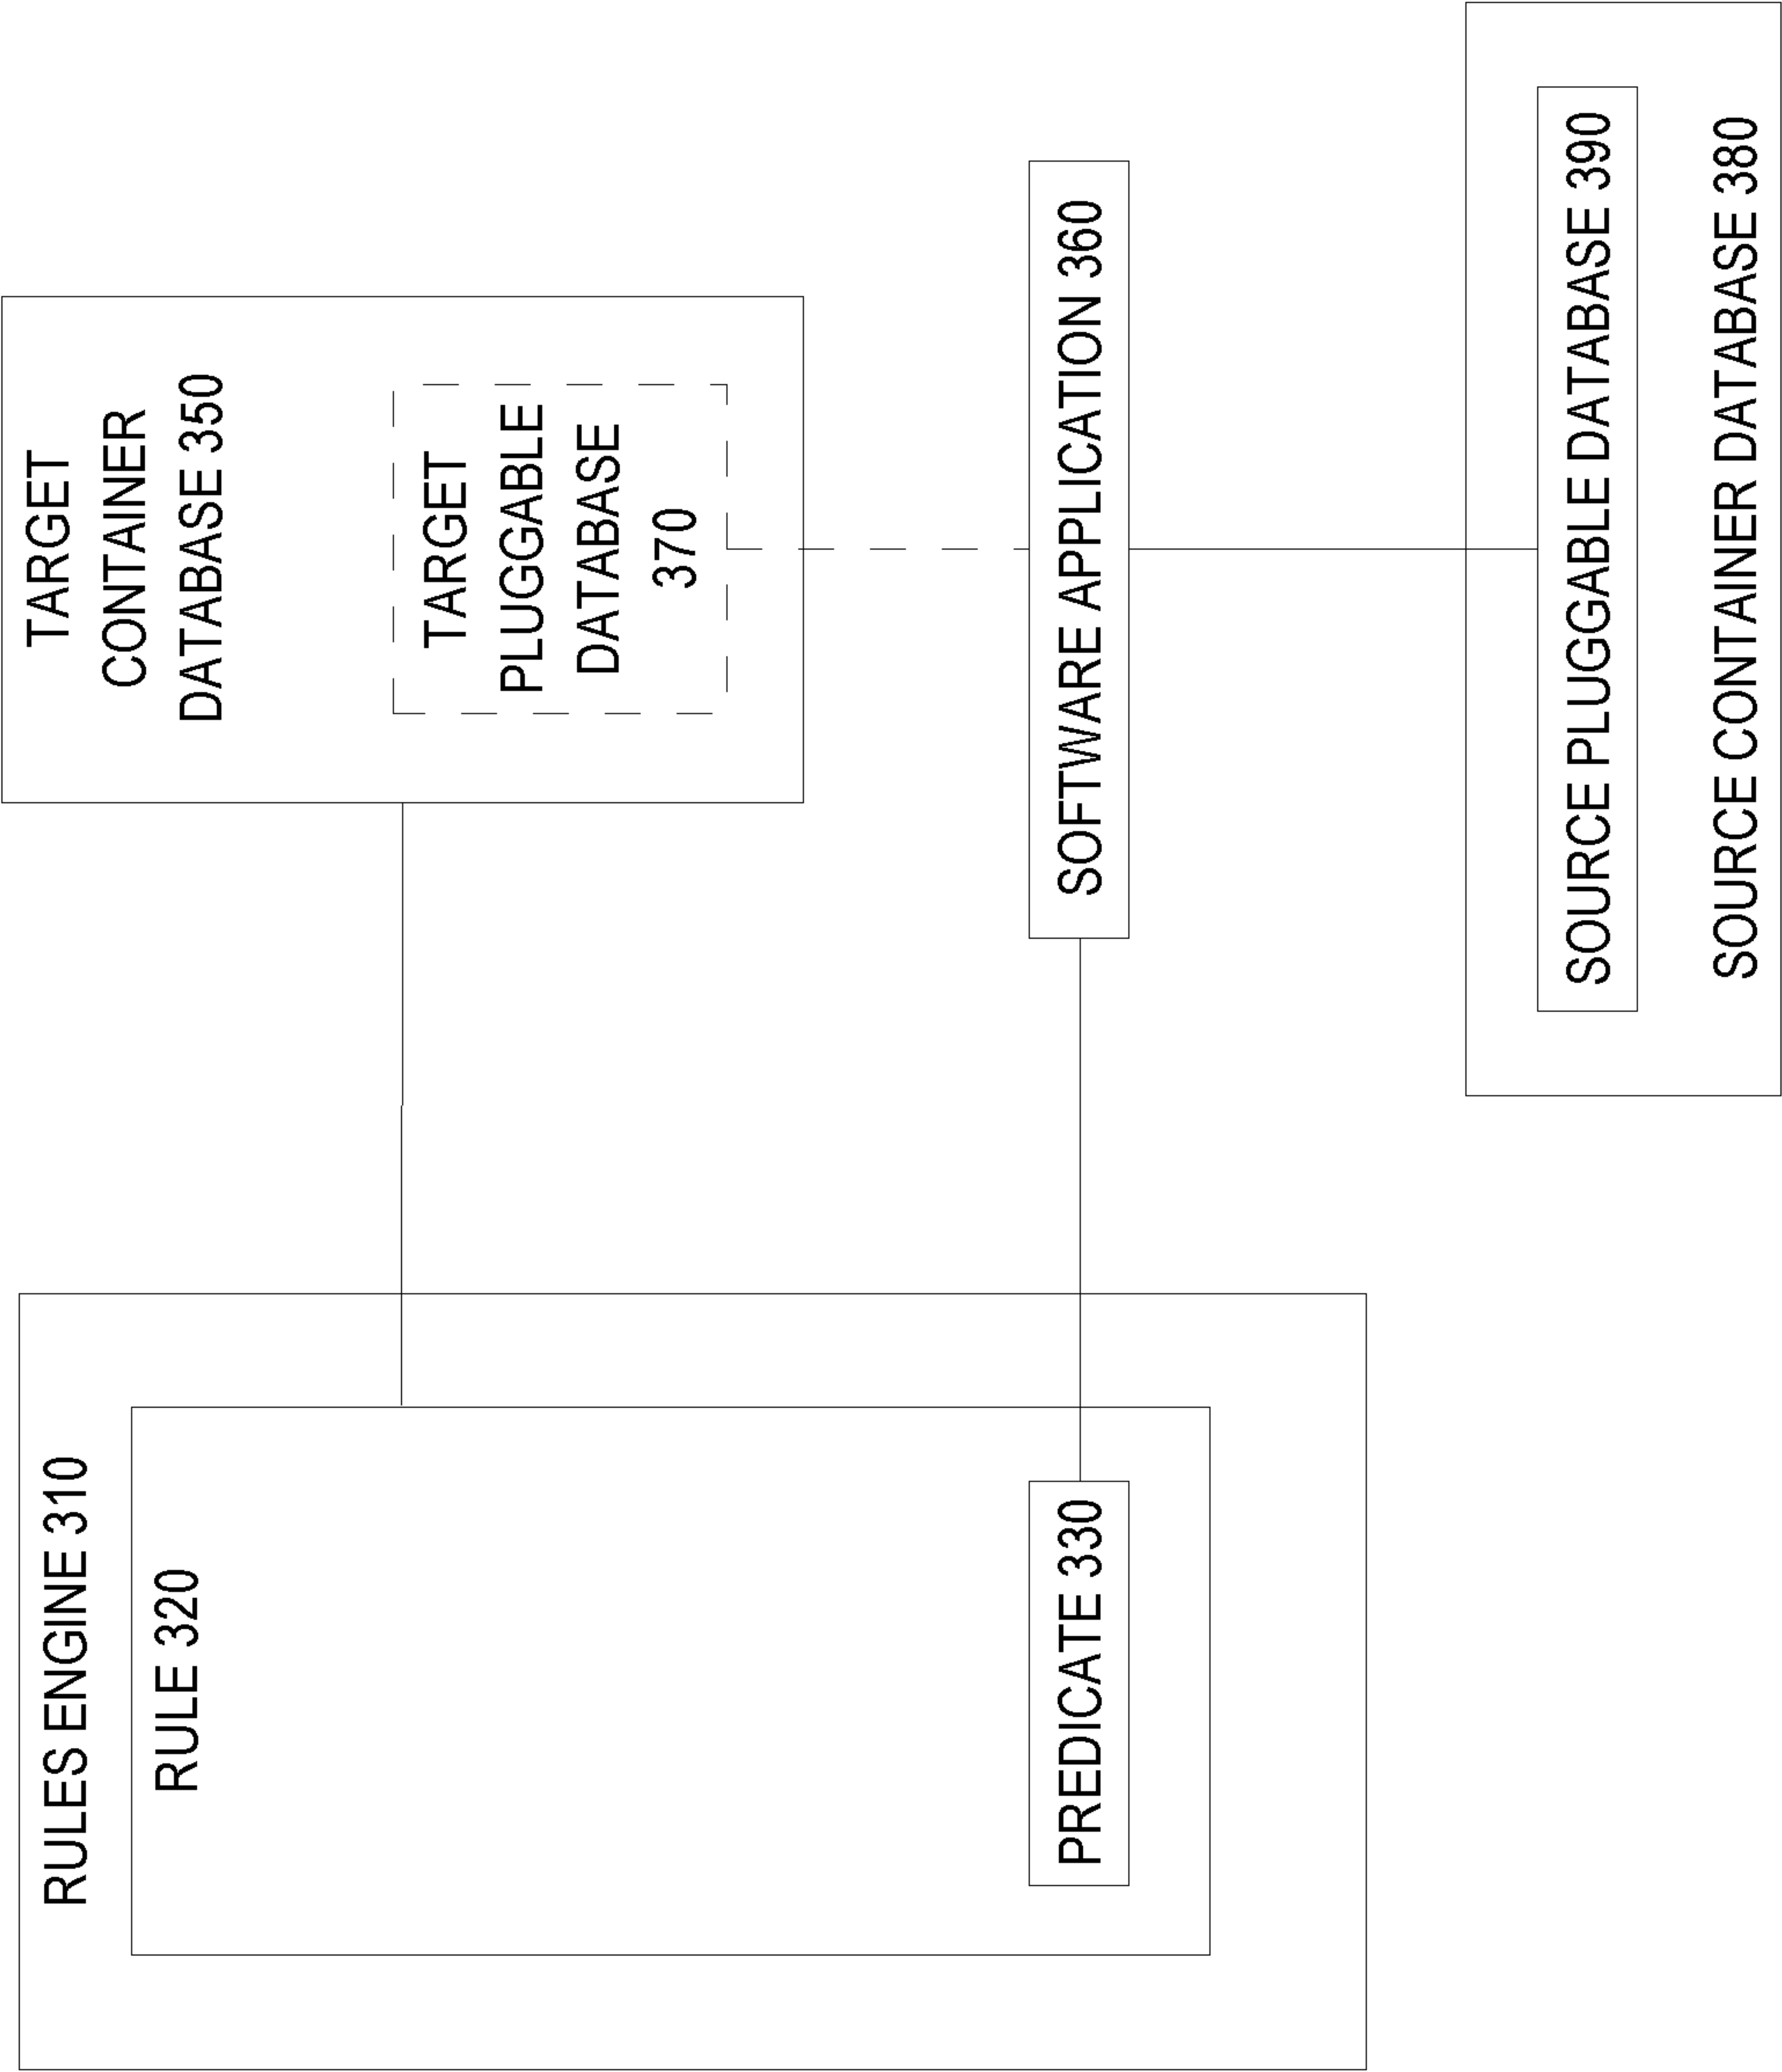 RULES ENGINE 310
RULE 320
PREDICATE 330
TARGET
CONTAINER
DATABASE 350
TARGET
PLUGGABLE
DATABASE
370
SOFTWARE APPLICATION 360
SOURCE PLUGGABLE DATABASE 390
SOURCE CONTAINER DATABASE 380